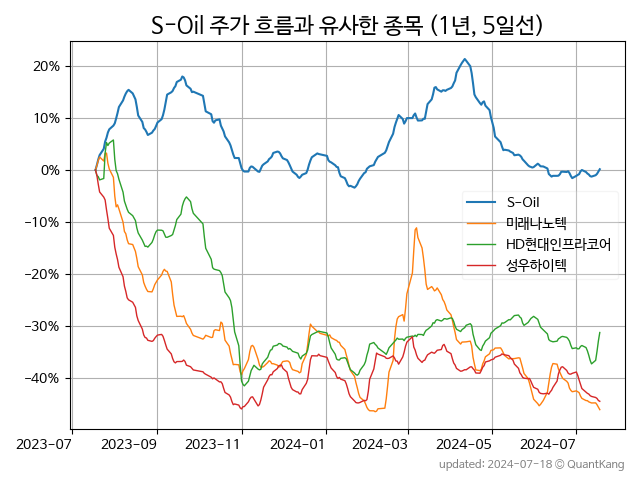 S-Oil 주가 흐름과 유사한 종목 (1년, 5일선)
20%
10%
0%
−10%
−20%
−30%
−40%
S-Oil
미래나노텍
HD현대인프라코어
성우하이텍
2023-07 2023-09 2023-11 2024-01 2024-03 2024-05 2024-07
updated: 2024-07-18 © QuantKang